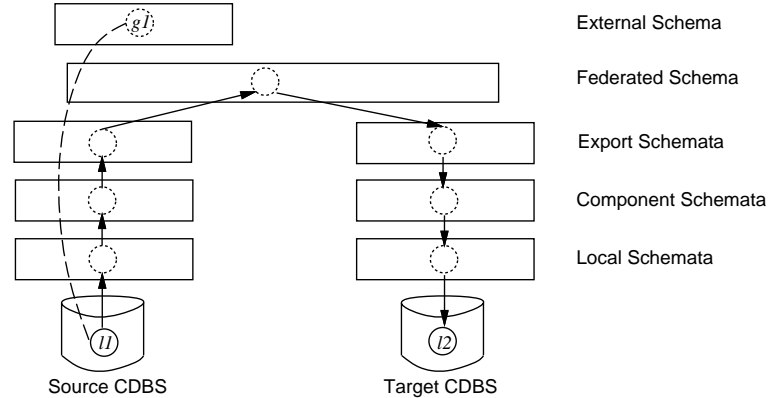 g1 External Schema
Federated Schema
Export Schemata
Component Schemata
Local Schemata
l1 l2
Source CDBS Target CDBS